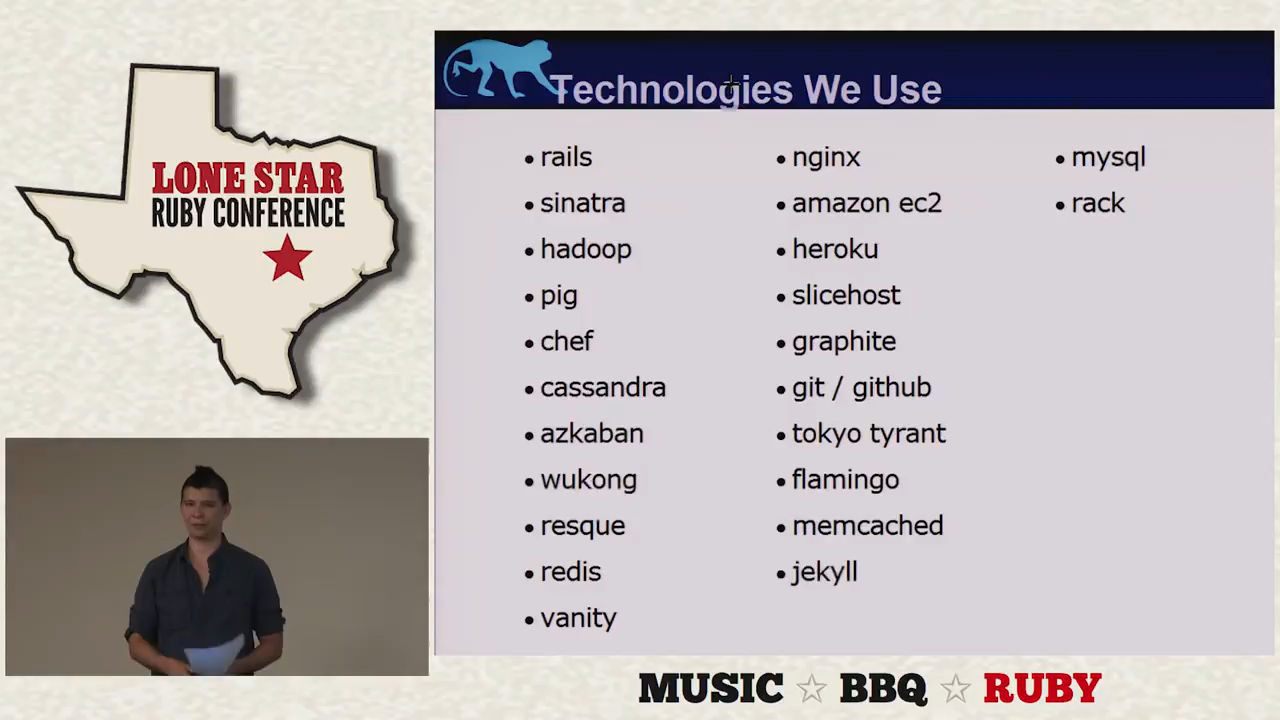 LONE STAR
RUBY CONFERENCE
Technologies We Use
• rails
• sinatra
• hadoop
• pig
• chef
• cassandra
• azkaban
• wukong
• resque
• redis
• vanity
• nginx
• amazon ec2
• heroku
• slicehost
• graphite
• git / github
• tokyo tyrant
• flamingo
• memcached
• jekyll
• mysql
• rack
MUSIC ☆ BBQ ☆ RUBY